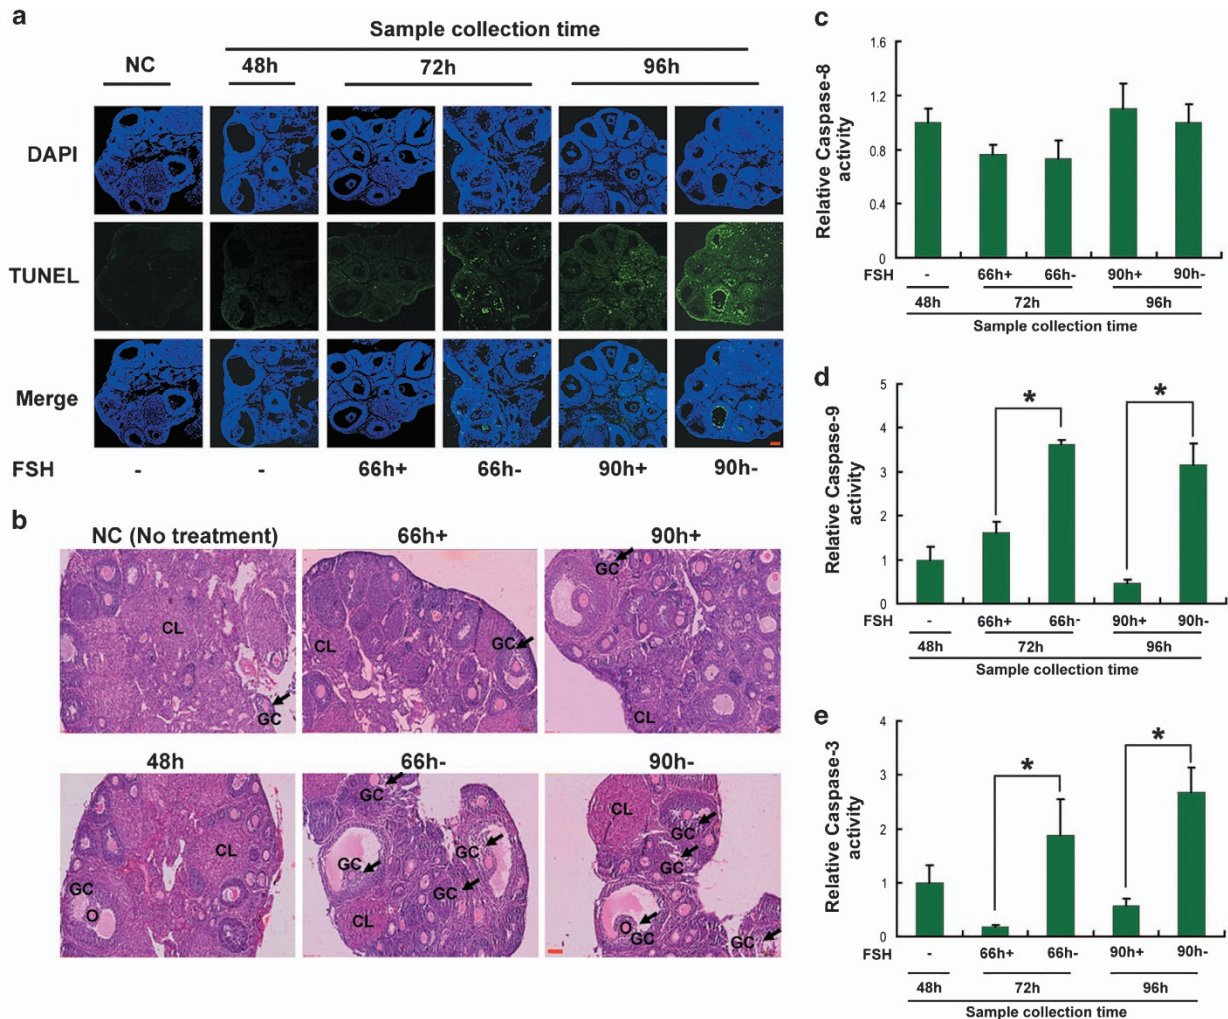 a
Sample collection time
NC 48h 72h 96h
DAPI
TUNEL
Merge
FSH - - 66h+ 66h- 90h+ 90h-
b
NC (No treatment) 66h+ 90h+
CL GC
CL GC
GC CL
48h 66h- 90h-
GC O CL
GC GC GC GC CL
CL GC GC O GC GC
c
Relative Caspase-8
activity
1.6
1.2
0.8
0.4
0
FSH - 66h+ 66h- 90h+ 90h-
48h 72h 96h
Sample collection time
d
Relative Caspase-9
activity
5
4
3
2
1
0
* *
FSH - 66h+ 66h- 90h+ 90h-
48h 72h 96h
Sample collection time
e
Relative Caspase-3
activity
4
3
2
1
0
* *
FSH - 66h+ 66h- 90h+ 90h-
48h 72h 96h
Sample collection time